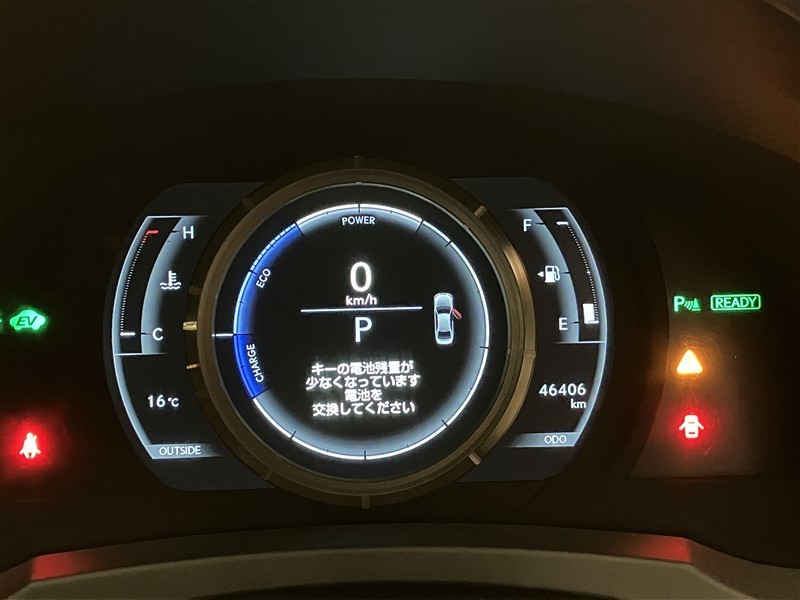 POWER
ECO
CHARGE
0
km/h
P
キーの電池残量が
少なくなっています
電池を
交換してください
H
C
16℃
OUTSIDE
F
E
46406
km
ODO
EV
P
READY